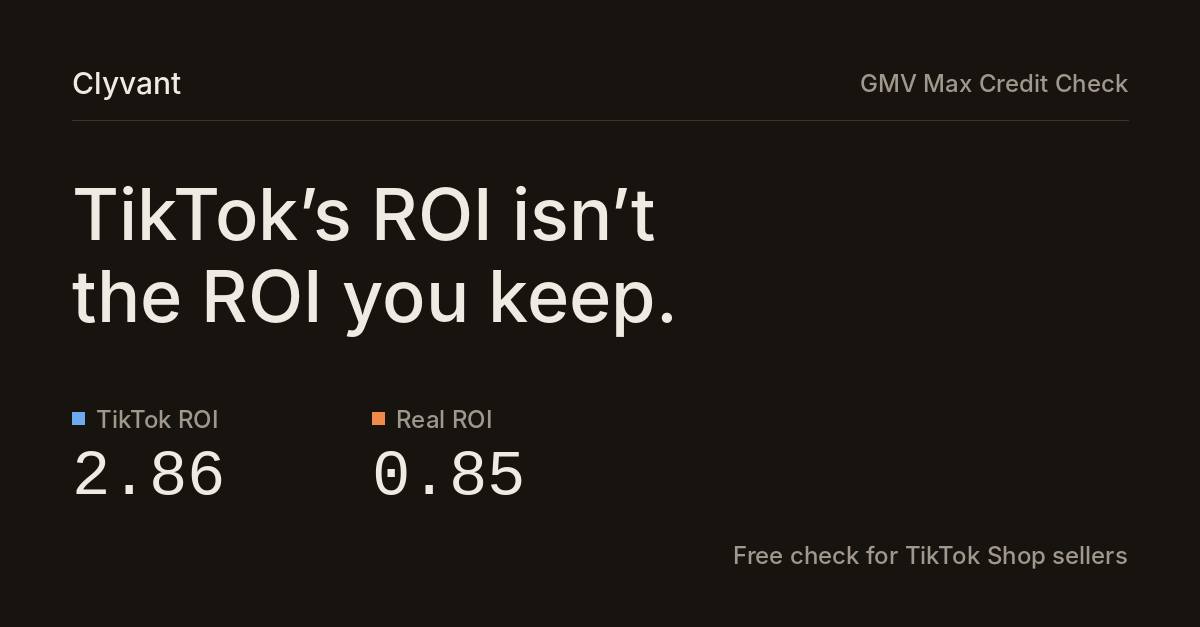 Clyvant
GMV Max Credit Check
TikTok’s ROI isn’t
the ROI you keep.
TikTok ROI
Real ROI
2.86
0.85
Free check for TikTok Shop sellers